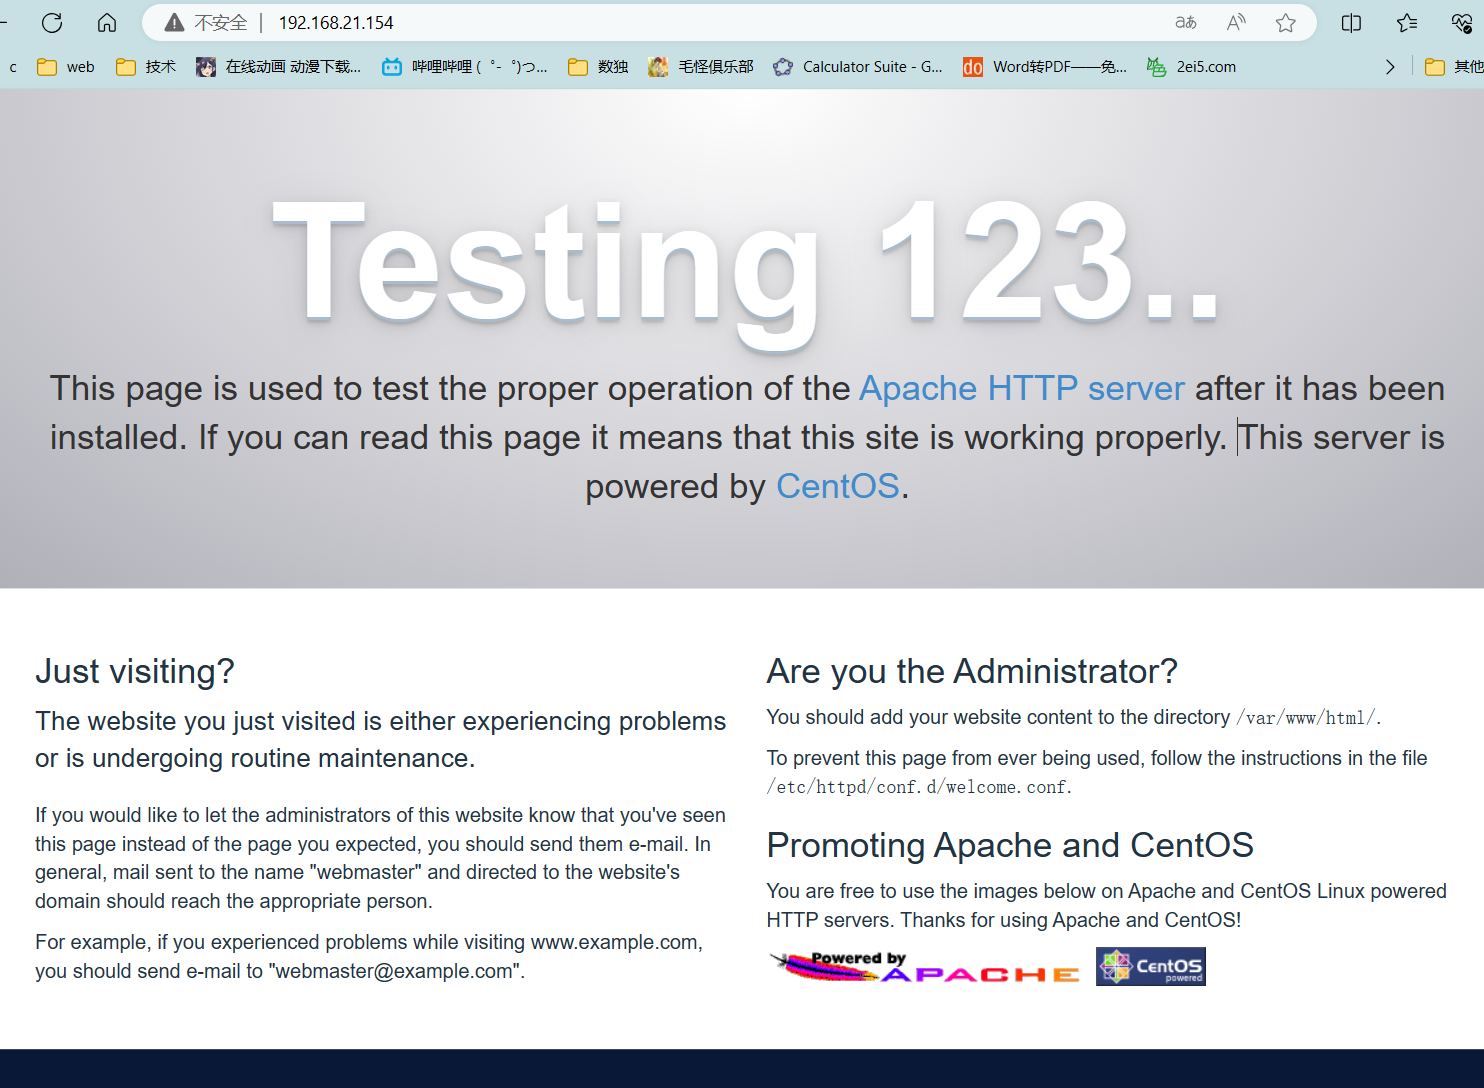 不安全 192.168.21.154
c web 技术 在线动画 动漫下载... 哔哩哔哩 (゜-゜)つ... 数独 毛怪俱乐部 Calculator Suite - G... Word转PDF——免... 2ei5.com 其他
Testing 123..
This page is used to test the proper operation of the Apache HTTP server after it has been
installed. If you can read this page it means that this site is working properly. This server is
powered by CentOS.
Just visiting?
The website you just visited is either experiencing problems
or is undergoing routine maintenance.
If you would like to let the administrators of this website know that you've seen
this page instead of the page you expected, you should send them e-mail. In
general, mail sent to the name "webmaster" and directed to the website's
domain should reach the appropriate person.
For example, if you experienced problems while visiting www.example.com,
you should send e-mail to "webmaster@example.com".
Are you the Administrator?
You should add your website content to the directory /var/www/html/.
To prevent this page from ever being used, follow the instructions in the file
/etc/httpd/conf.d/welcome.conf.
Promoting Apache and CentOS
You are free to use the images below on Apache and CentOS Linux powered
HTTP servers. Thanks for using Apache and CentOS!
Powered by
APACHE
CentOS
powered